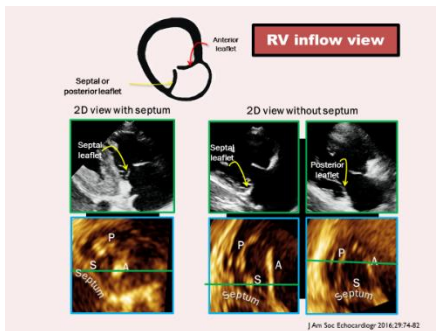 RV inflow view
Anterior
leaflet
Septal or
posterior leaflet
2D view with septum
2D view without septum
Septal
leaflet
Septal
leaflet
Posterior
leaflet
P
S
A
Septum
P
A
S
Septum
P
A
S
Septum
J Am Soc Echocardiogr 2016;29:74-82